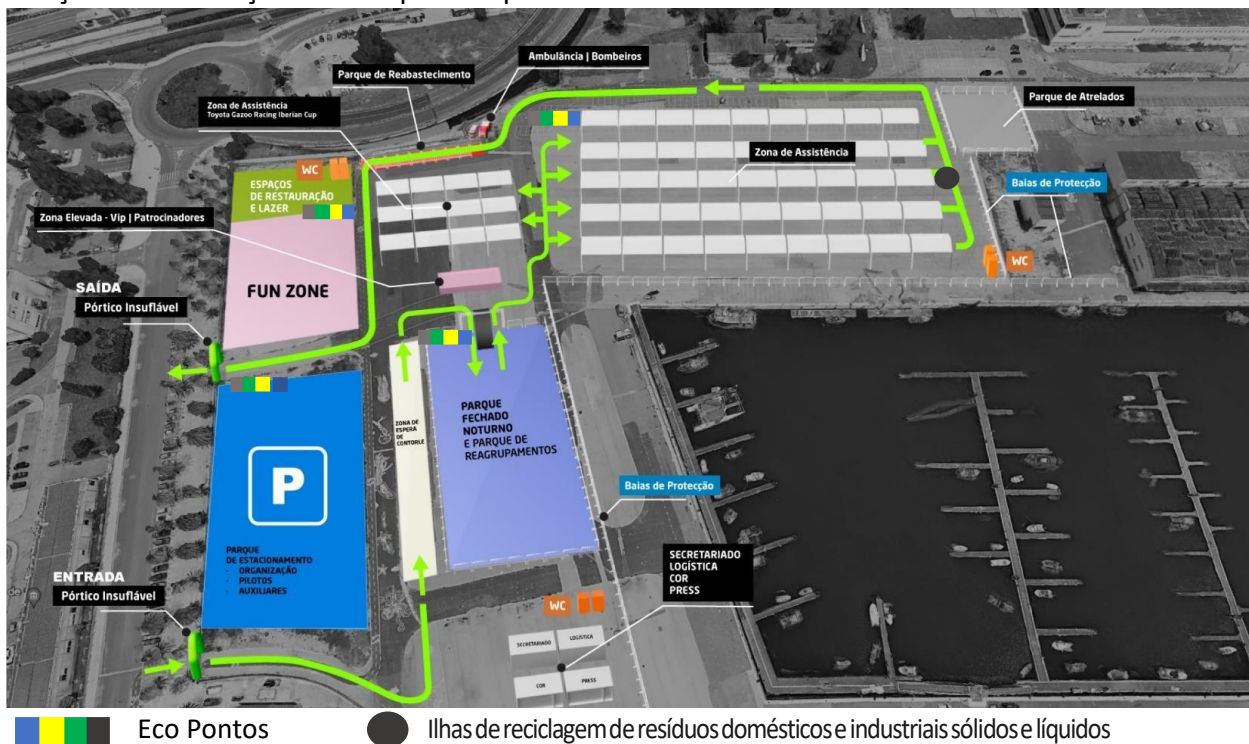 Ambulância | Bombeiros
Parque de Reabastecimento
Zona de Assistência
Toyota Gazoo Racing Iberian Cup
Parque de Atrelados
WC
ESPAÇOS
DE RESTAURAÇÃO
E LAZER
Zona de Assistência
Baias de Protecção
Zona Elevada - Vip | Patrocinadores
WC
SAÍDA
Pórtico Insuflável
FUN ZONE
ZONA DE
ESPERA
DE
CONTORLE
PARQUE
FECHADO
NOTURNO
E PARQUE DE
REAGRUPAMENTOS
P
Baias de Protecção
PARQUE
DE ESTACIONAMENTO
- ORGANIZAÇÃO
- PILOTOS
- AUXILIARES
ENTRADA
Pórtico Insuflável
SECRETARIADO
LOGÍSTICA
COR
PRESS
WC
SECRETARIADO
LOGÍSTICA
COR
PRESS
Eco Pontos
Ilhas de reciclagem de resíduos domésticos e industriais sólidos e líquidos